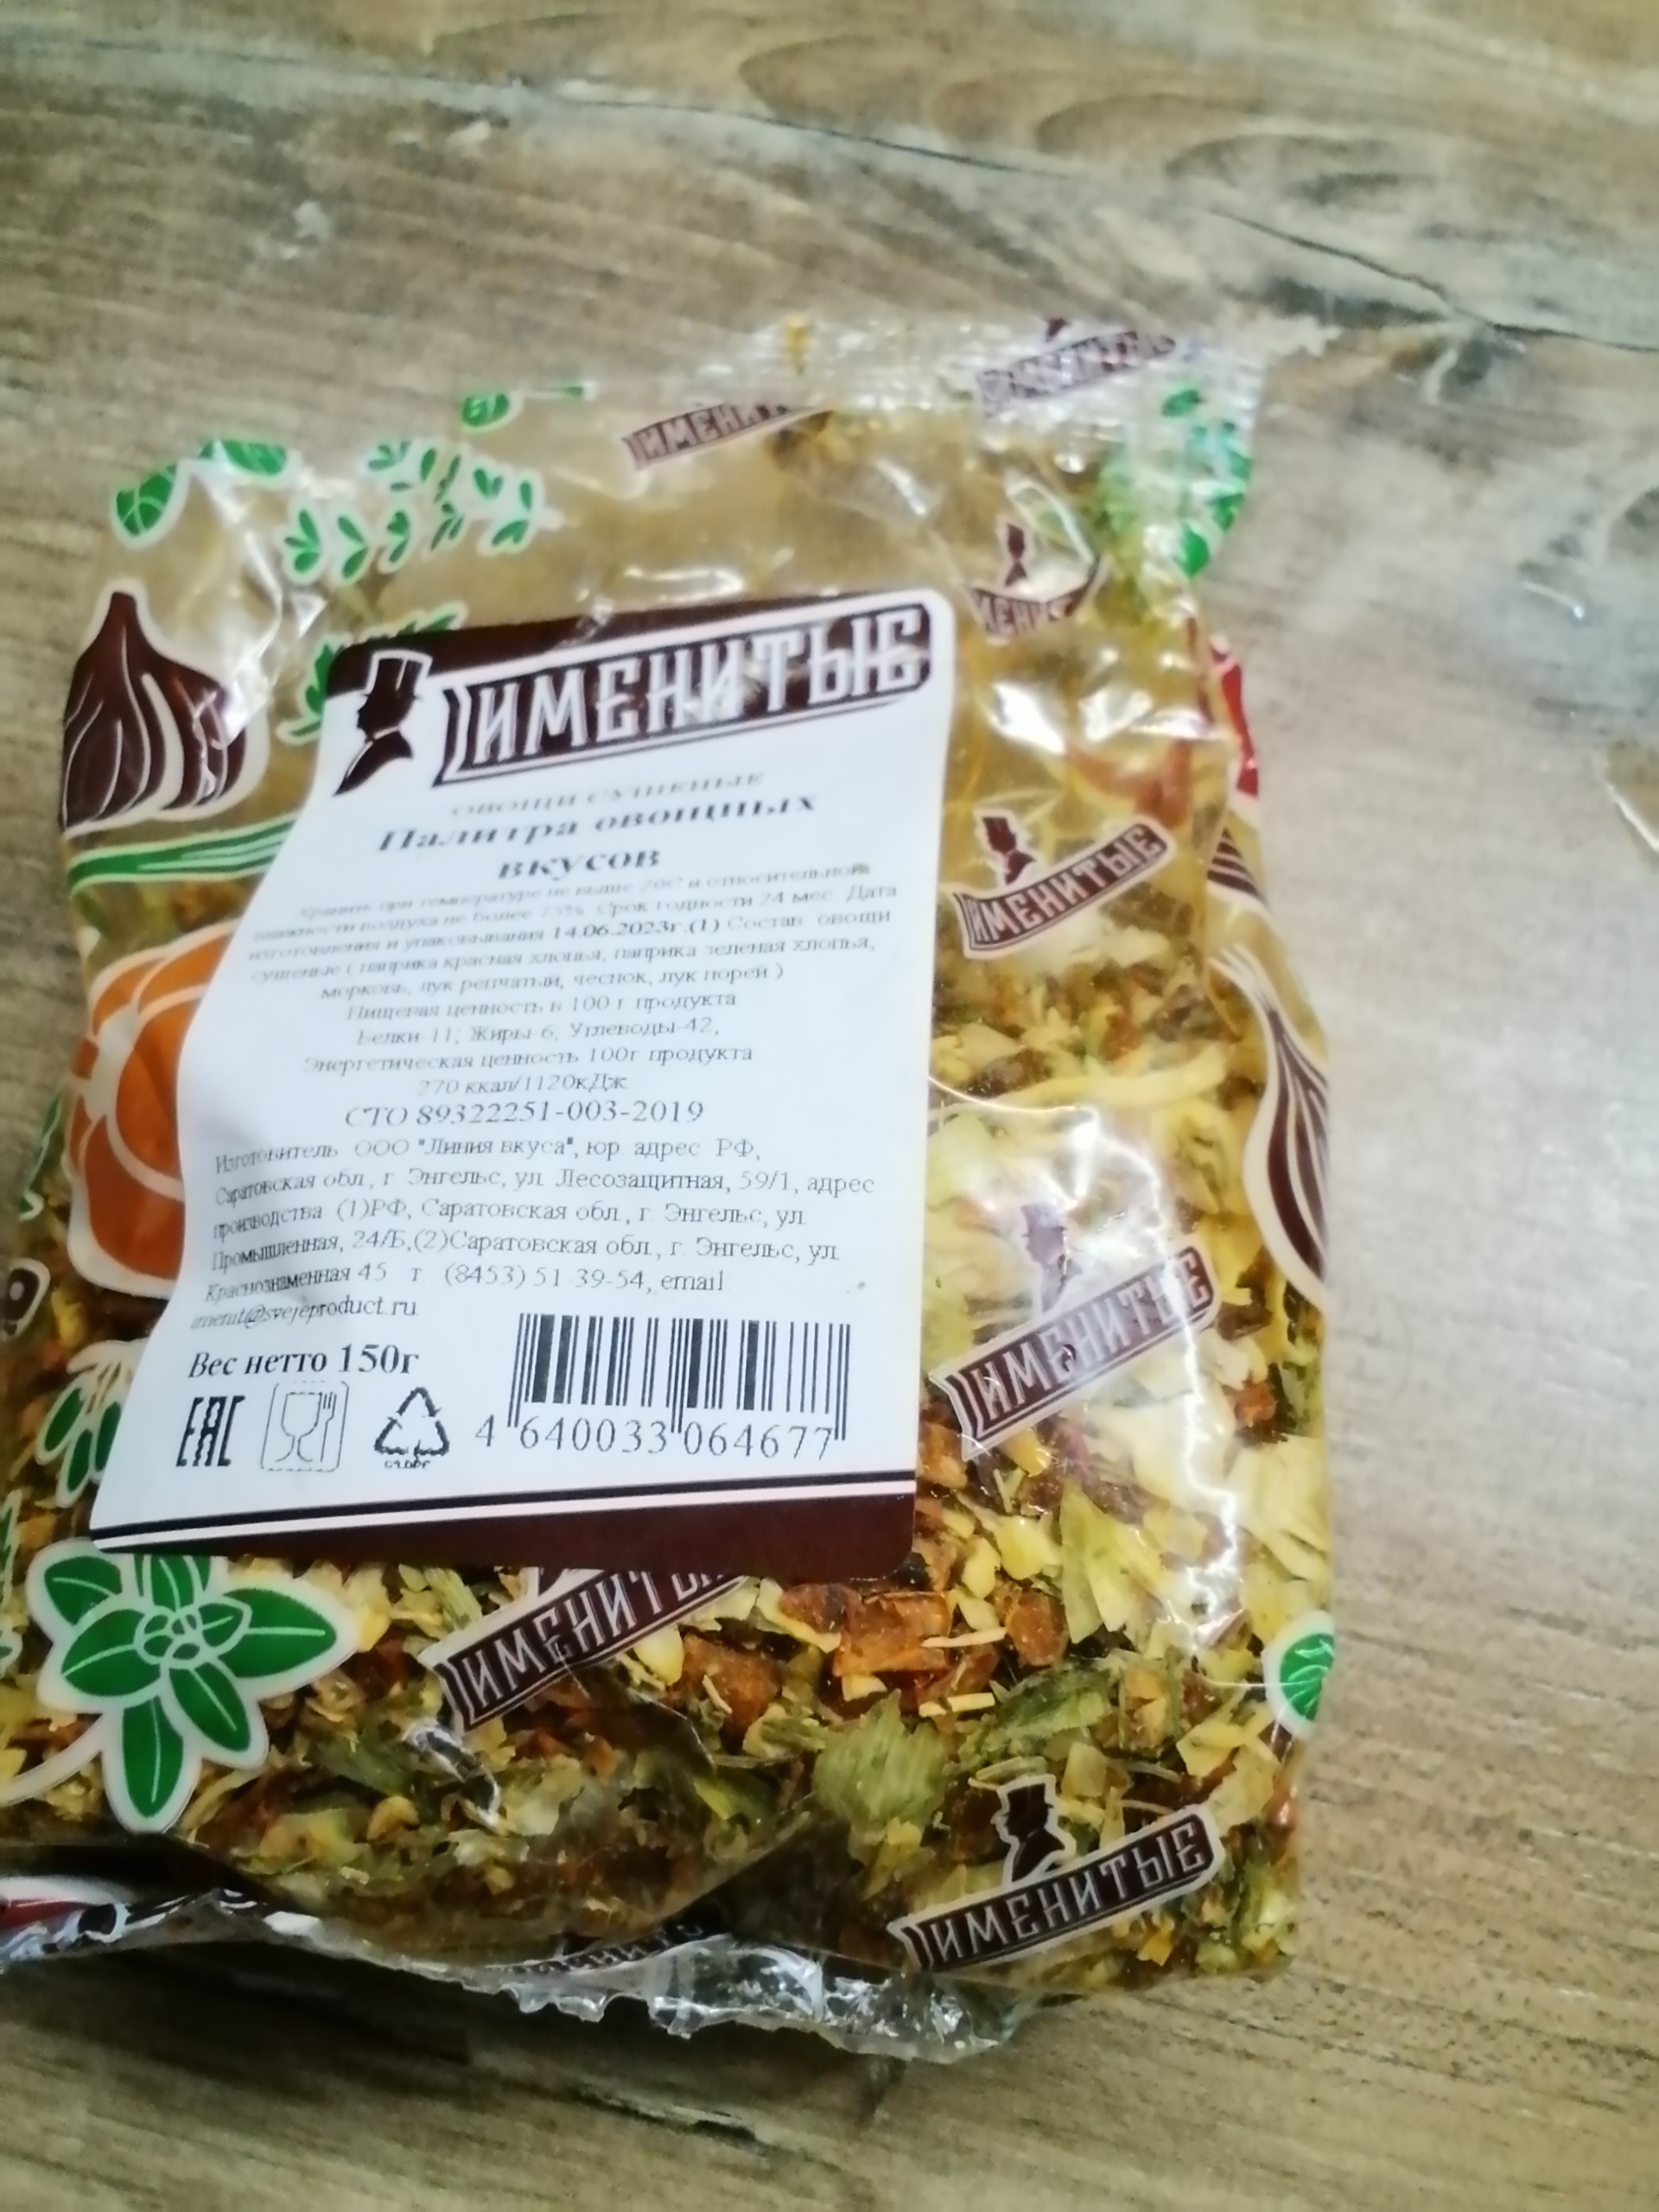 ИМЕНИТЫЕ
ИМЕНИТЫЕ
овощи сушеные
Палитра овощных
вкусов
Хранить при температуре не выше 20С и относительной
влажности воздуха не более 75% Срок годности 24 мес Дата
изготовления и упаковывания 14.06.2023г.(1) Состав овощи
сушеные ( паприка красная хлопья, паприка зеленая хлопья,
морковь, лук репчатый, чеснок, лук порей )
Пищевая ценность в 100 г продукта
Белки-11; Жиры-6, Углеводы-42,
Энергетическая ценность 100г продукта
270 ккал/1120кДж
СТО 89322251-003-2019
Изготовитель ООО "Линия вкуса", юр адрес РФ,
Саратовская обл., г. Энгельс, ул. Лесозащитная, 59/1, адрес
производства (1)РФ, Саратовская обл., г. Энгельс, ул.
Промышленная, 24/Б,(2)Саратовская обл., г. Энгельс, ул.
Краснознаменная 45 т. (8453) 51-39-54, email
imenit@svejeproduct.ru
Вес нетто 150г
EAC
4 640033 064677
ИМЕНИТЫЕ
ИМЕНИТЫЕ
ИМЕНИТЫЕ